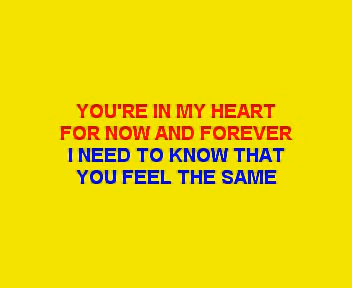 YOU'RE IN MY HEART
FOR NOW AND FOREVER
I NEED TO KNOW THAT
YOU FEEL THE SAME